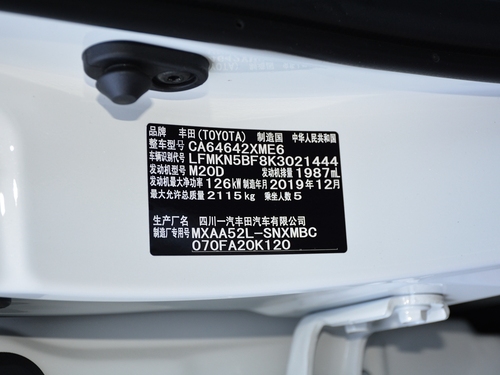 品牌 丰田(TOYOTA) 制造国 中华人民共和国
整车型号 CA64642XME6
车辆识别代号 LFMKN5BF8K3021444
发动机型号 M20D 发动机排量 1987mL
发动机最大净功率 126kW 制造年月 2019年12月
最大允许总质量 2115kg 乘坐人数 5
生产厂名 四川一汽丰田汽车有限公司
制造厂专用号 MXAA52L-SNXMBC
070FA20K120